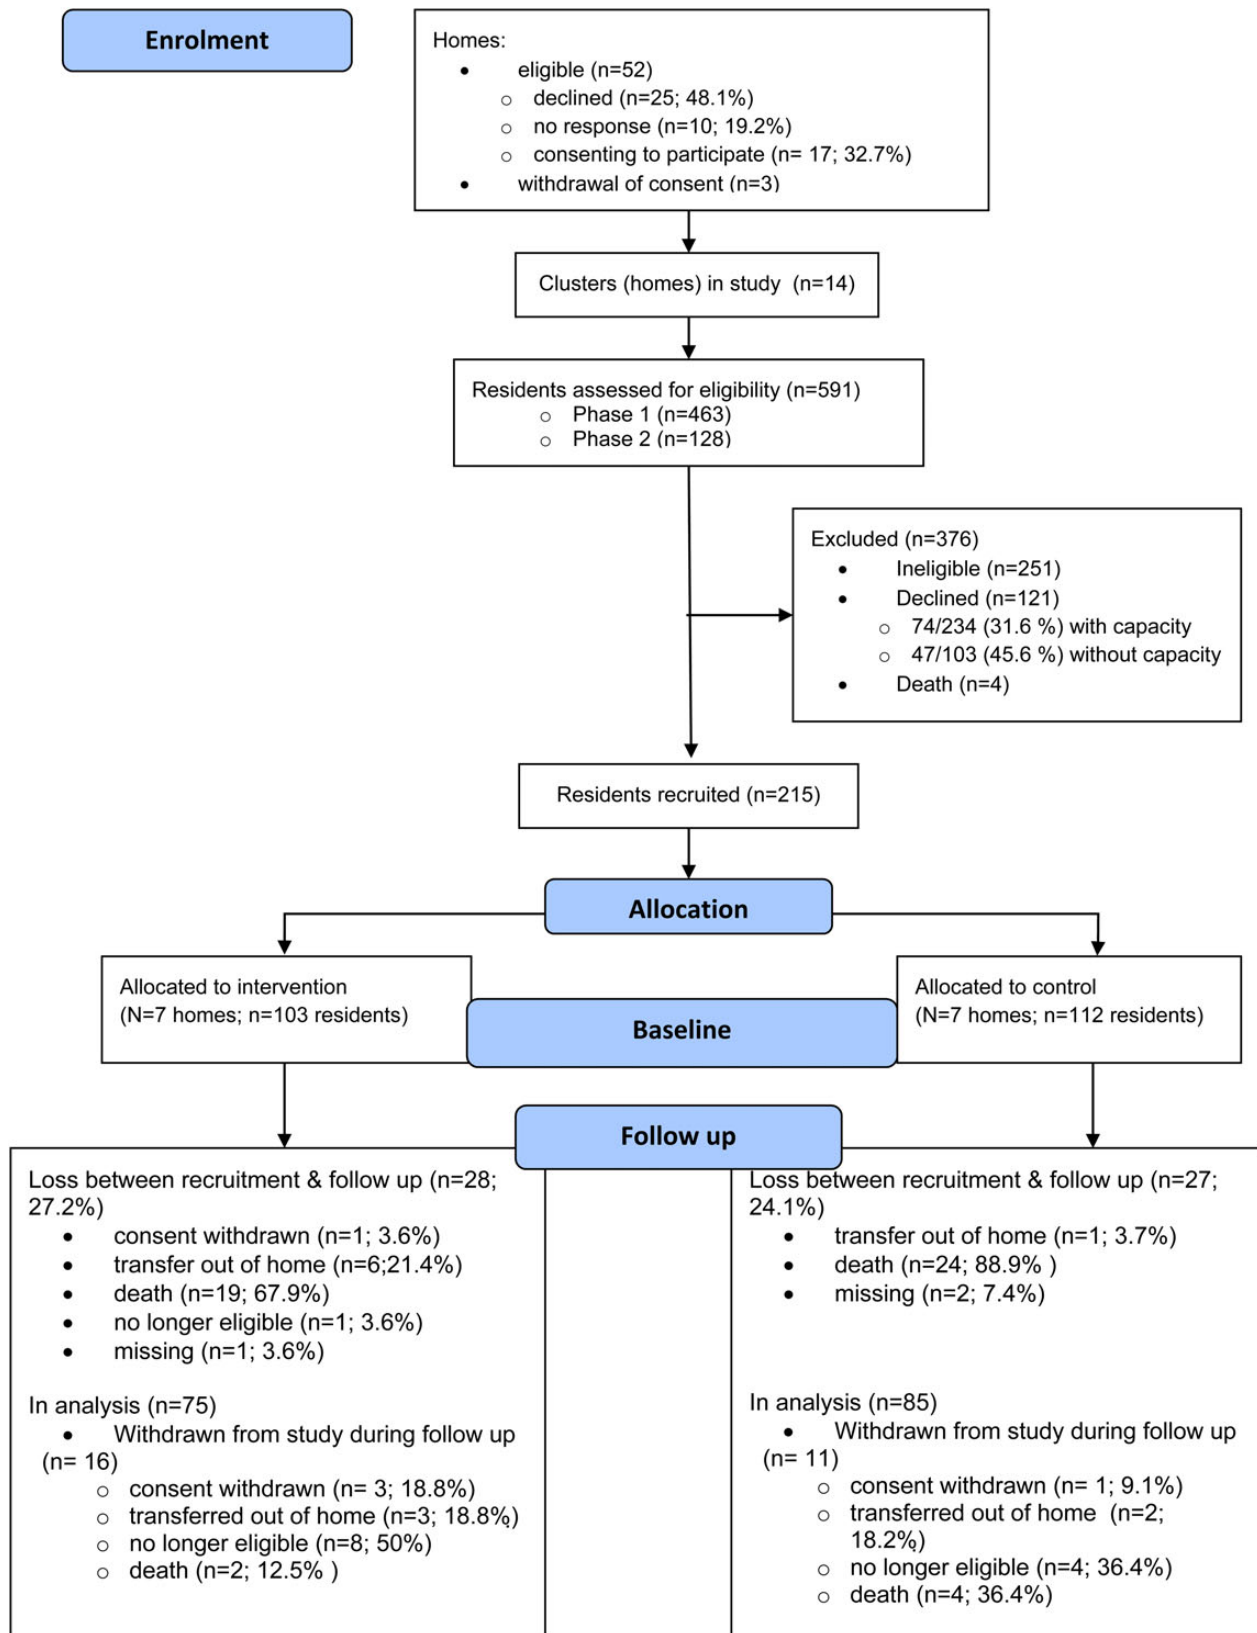 Enrolment
Homes:
• eligible (n=52)
o declined (n=25; 48.1%)
o no response (n=10; 19.2%)
o consenting to participate (n= 17; 32.7%)
• withdrawal of consent (n=3)
Clusters (homes) in study (n=14)
Residents assessed for eligibility (n=591)
o Phase 1 (n=463)
o Phase 2 (n=128)
Excluded (n=376)
• Ineligible (n=251)
• Declined (n=121)
o 74/234 (31.6 %) with capacity
o 47/103 (45.6 %) without capacity
• Death (n=4)
Residents recruited (n=215)
Allocation
Allocated to intervention
(N=7 homes; n=103 residents)
Allocated to control
(N=7 homes; n=112 residents)
Baseline
Follow up
Loss between recruitment & follow up (n=28;
27.2%)
• consent withdrawn (n=1; 3.6%)
• transfer out of home (n=6;21.4%)
• death (n=19; 67.9%)
• no longer eligible (n=1; 3.6%)
• missing (n=1; 3.6%)
In analysis (n=75)
• Withdrawn from study during follow up
(n= 16)
o consent withdrawn (n= 3; 18.8%)
o transferred out of home (n=3; 18.8%)
o no longer eligible (n=8; 50%)
o death (n=2; 12.5% )
Loss between recruitment & follow up (n=27;
24.1%)
• transfer out of home (n=1; 3.7%)
• death (n=24; 88.9% )
• missing (n=2; 7.4%)
In analysis (n=85)
• Withdrawn from study during follow up
(n= 11)
o consent withdrawn (n= 1; 9.1%)
o transferred out of home (n=2;
18.2%)
o no longer eligible (n=4; 36.4%)
o death (n=4; 36.4%)